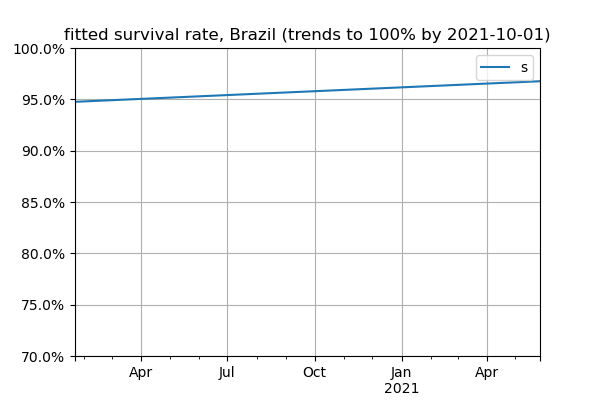 fitted survival rate, Brazil (trends to 100% by 2021-10-01)
100.0%
s
95.0%
90.0%
85.0%
80.0%
75.0%
70.0%
Apr Jul Oct Jan Apr
2021